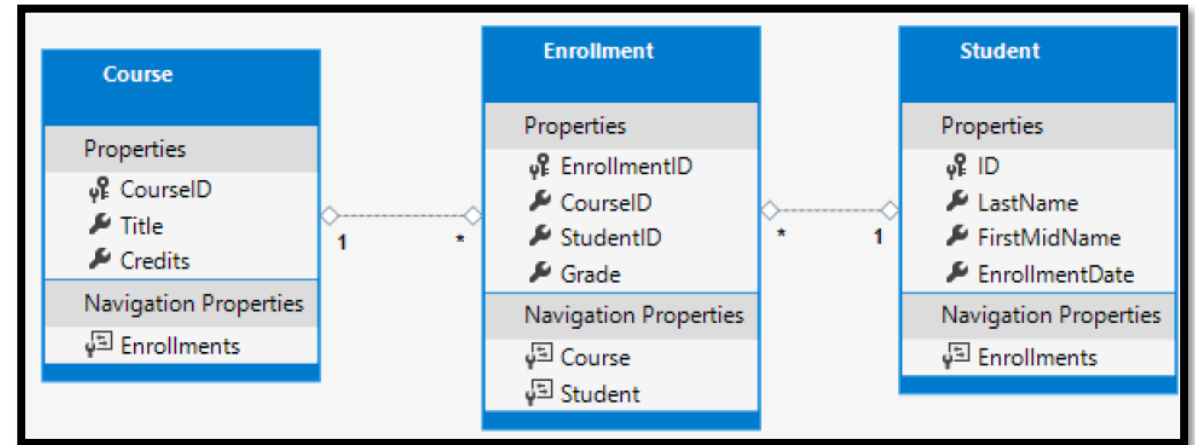 Course
Properties
CourseID
Title
Credits
Navigation Properties
Enrollments
1
*
Enrollment
Properties
EnrollmentID
CourseID
StudentID
Grade
Navigation Properties
Course
Student
*
1
Student
Properties
ID
LastName
FirstMidName
EnrollmentDate
Navigation Properties
Enrollments